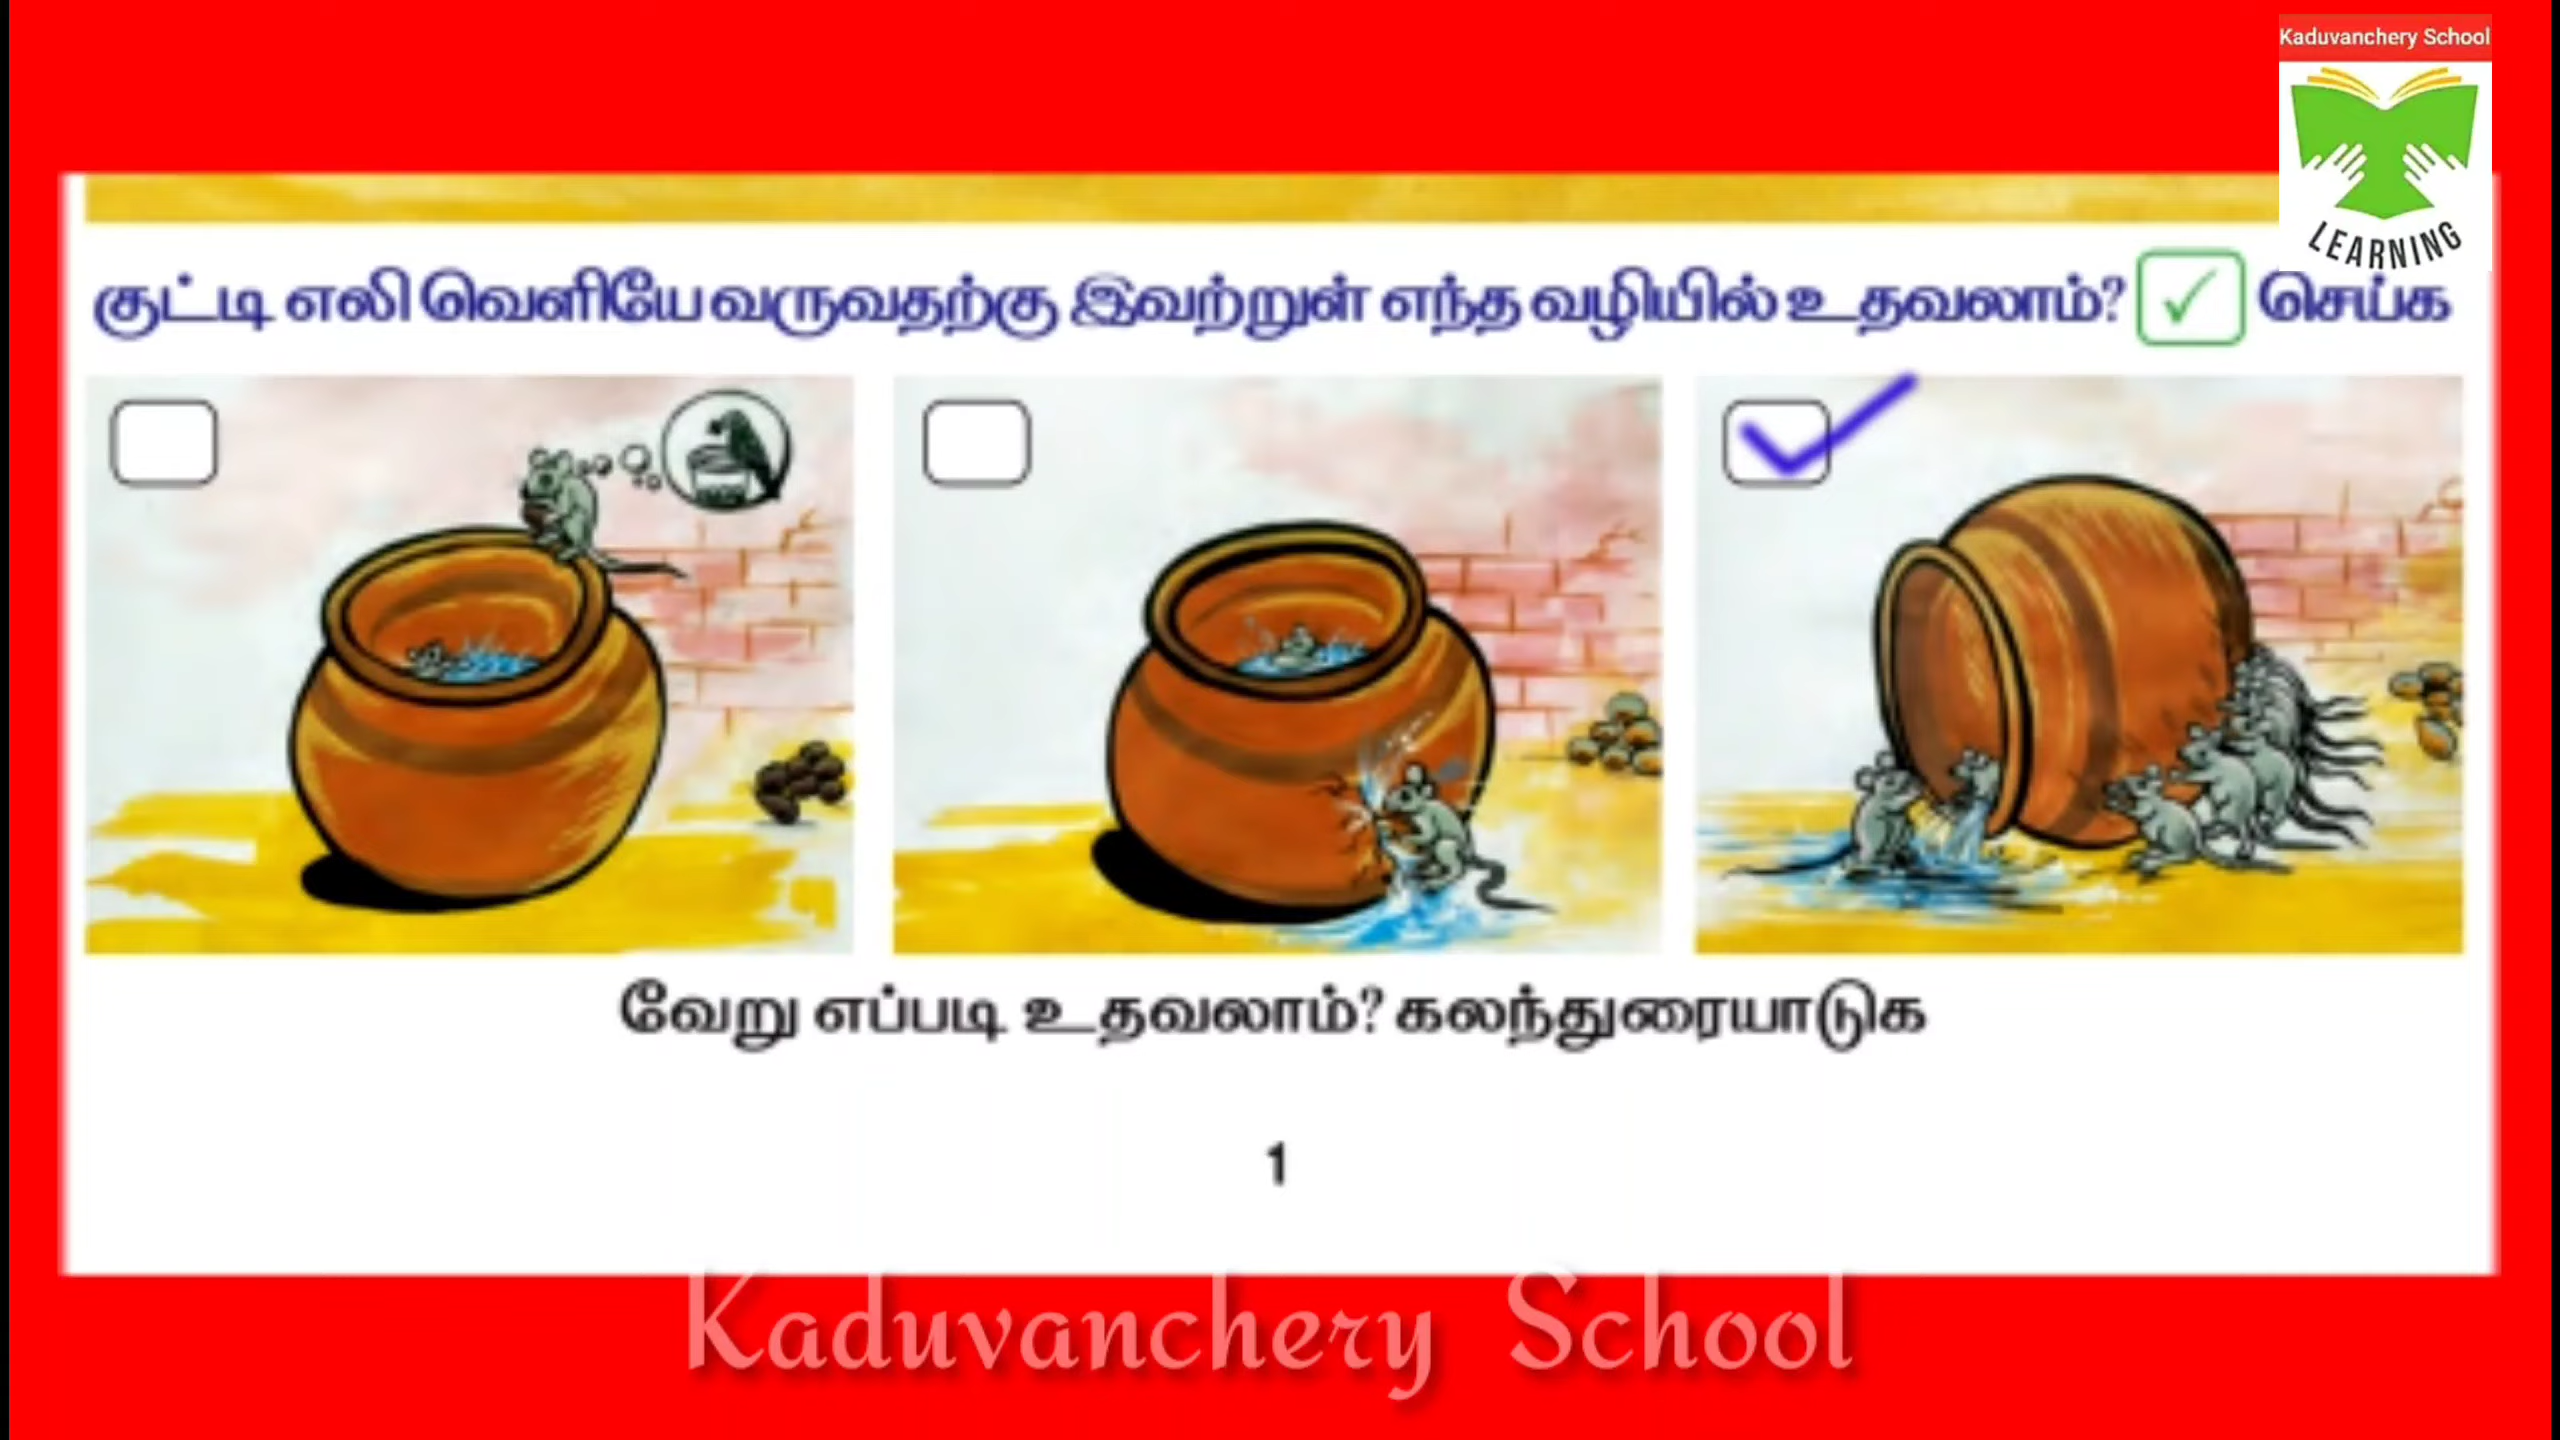 Kaduvanchery School
LEARNING
குட்டி எலி வெளியே வருவதற்கு இவற்றுள் எந்த வழியில் உதவலாம்? ✓ செய்க
வேறு எப்படி உதவலாம்? கலந்துரையாடுக
1
Kaduvanchery School